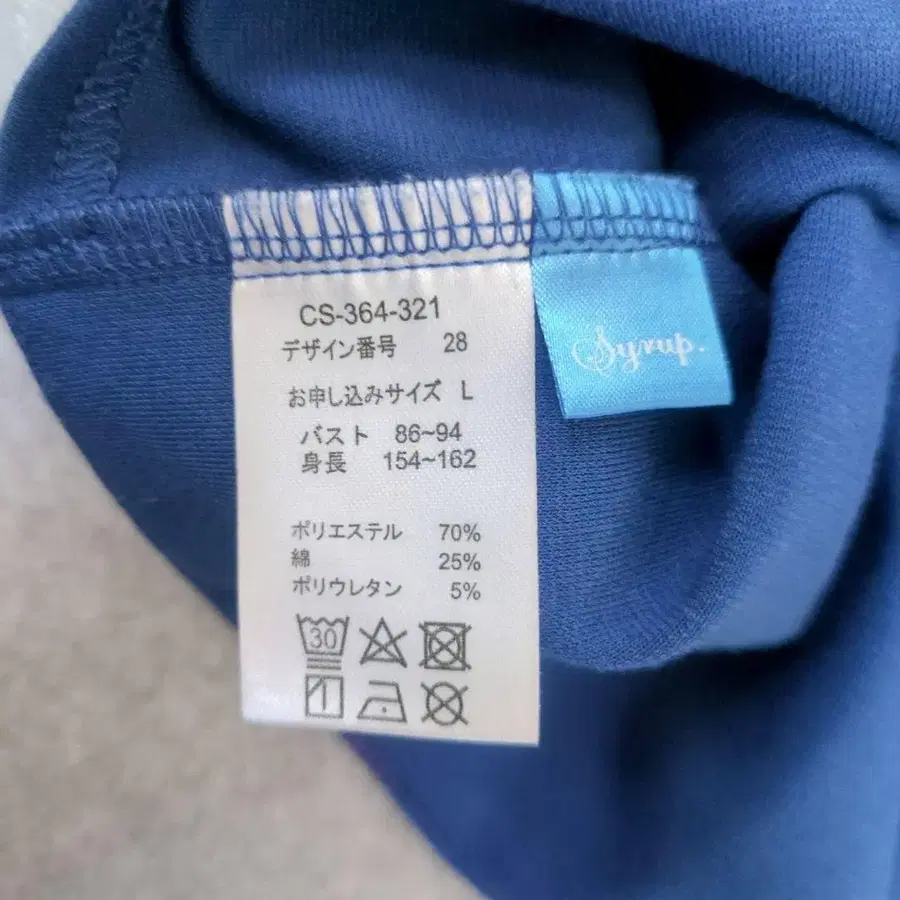 CS-364-321
デザイン番号 28
お申し込みサイズ L
バスト 86~94
身長 154~162
ポリエステル 70%
綿 25%
ポリウレタン 5%
30
Syrup.